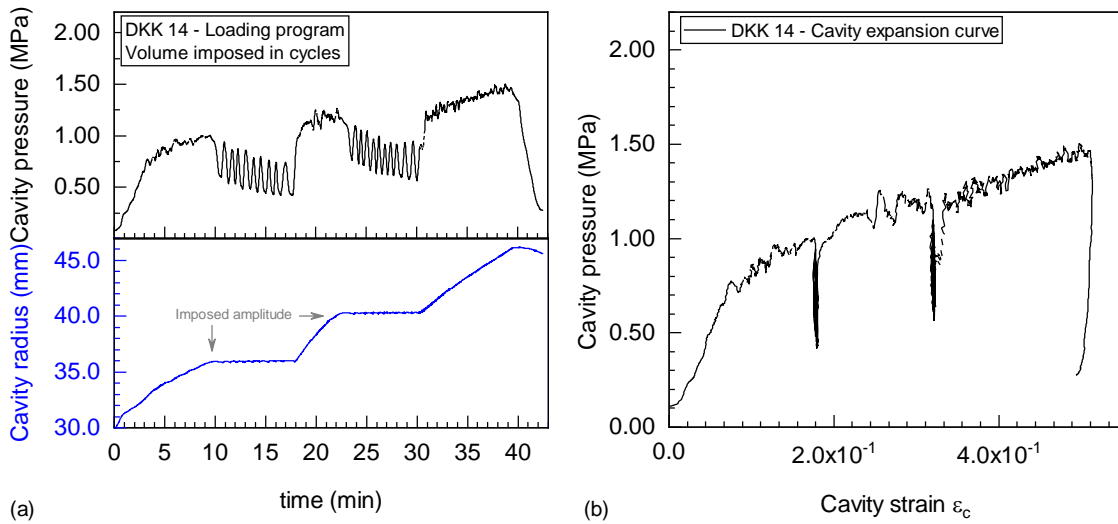 DKK 14 - Loading program
Volume imposed in cycles
Cavity pressure (MPa)
2.00
1.50
1.00
0.50
Cavity radius (mm)
45.0
40.0
35.0
30.0
Imposed amplitude
0 5 10 15 20 25 30 35 40
time (min)
(a)
DKK 14 - Cavity expansion curve
Cavity pressure (MPa)
2.00
1.50
1.00
0.50
0.00
0.0 2.0x10⁻¹ 4.0x10⁻¹
Cavity strain εc
(b)